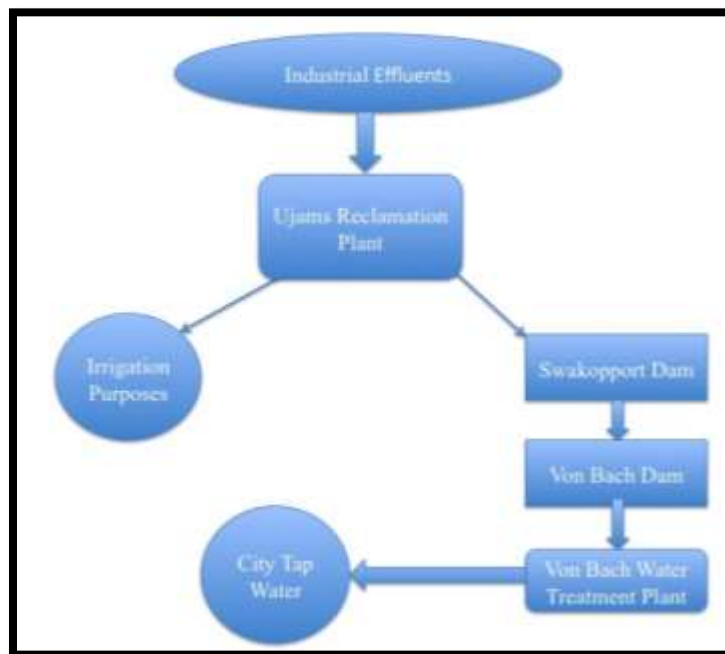 Industrial Effluents
Ujams Reclamation
Plant
Irrigation
Purposes
Swakopport Dam
Von Bach Dam
City Tap
Water
Von Bach Water
Treatment Plant